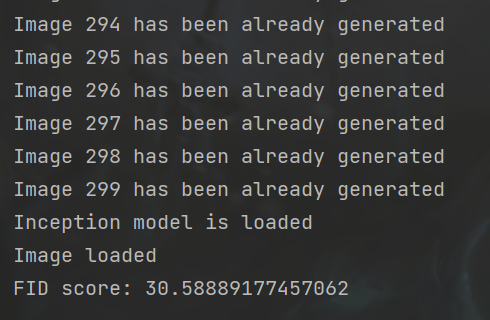 Image 294 has been already generated
Image 295 has been already generated
Image 296 has been already generated
Image 297 has been already generated
Image 298 has been already generated
Image 299 has been already generated
Inception model is loaded
Image loaded
FID score: 30.58889177457062